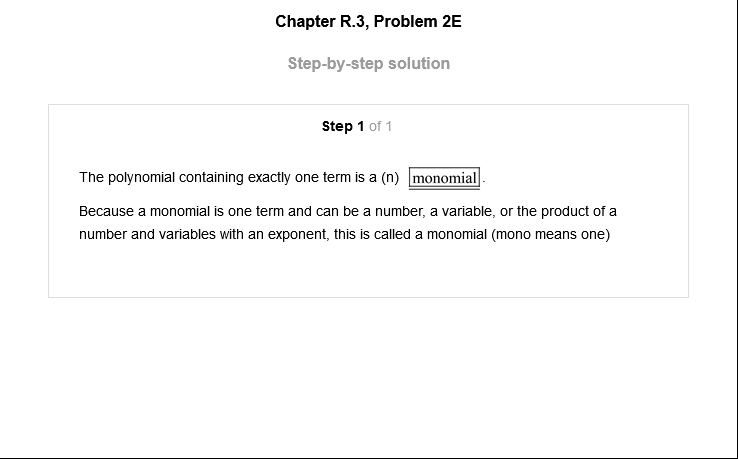 Chapter R.3, Problem 2E
Step-by-step solution
Step 1 of 1
The polynomial containing exactly one term is a (n) monomial.
Because a monomial is one term and can be a number, a variable, or the product of a
number and variables with an exponent, this is called a monomial (mono means one)